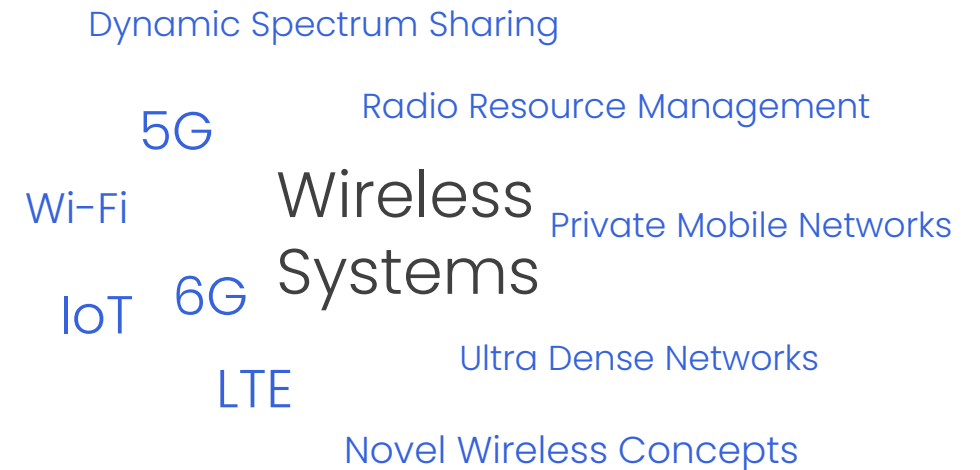 Dynamic Spectrum Sharing
Radio Resource Management
5G
Wireless
Systems
Wi-Fi
Private Mobile Networks
6G
IoT
Ultra Dense Networks
LTE
Novel Wireless Concepts